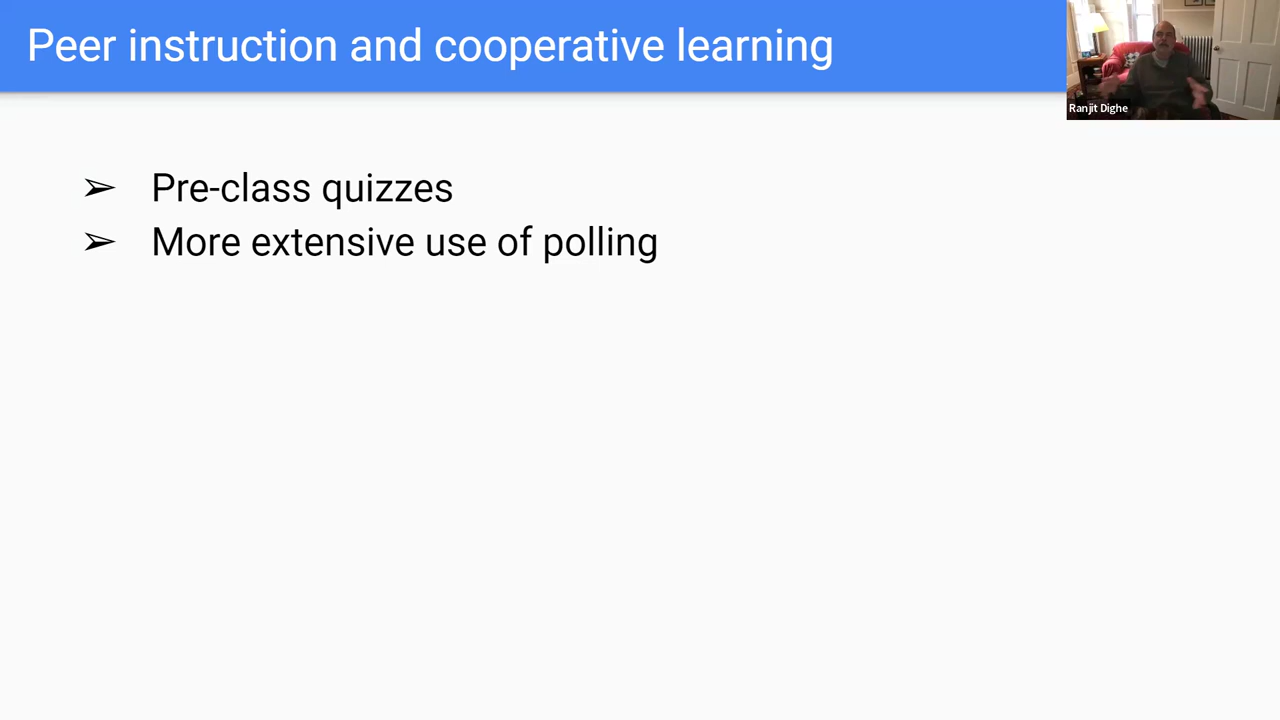 Peer instruction and cooperative learning
Ranjit Dighe
➢ Pre-class quizzes
➢ More extensive use of polling